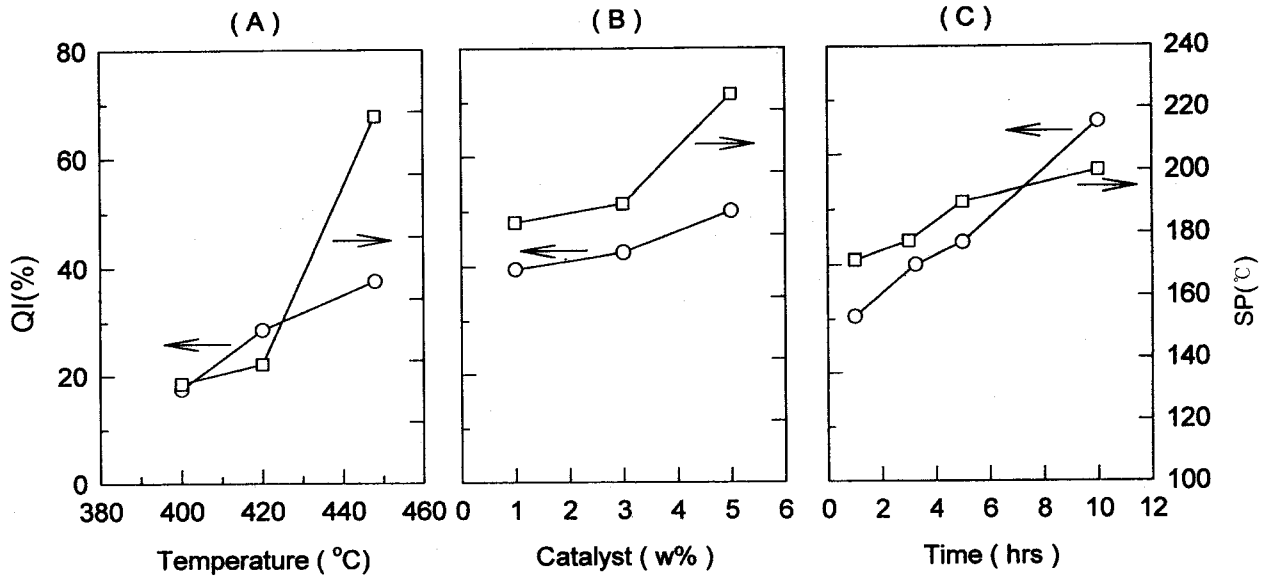 ( A ) ( B ) ( C )
80 240
220
60 200
180
40 160
140
20 120
0 100
QI(%)
SP(℃)
380 400 420 440 460 0 1 2 3 4 5 6 0 2 4 6 8 10 12
Temperature ( °C) Catalyst ( w% ) Time ( hrs )